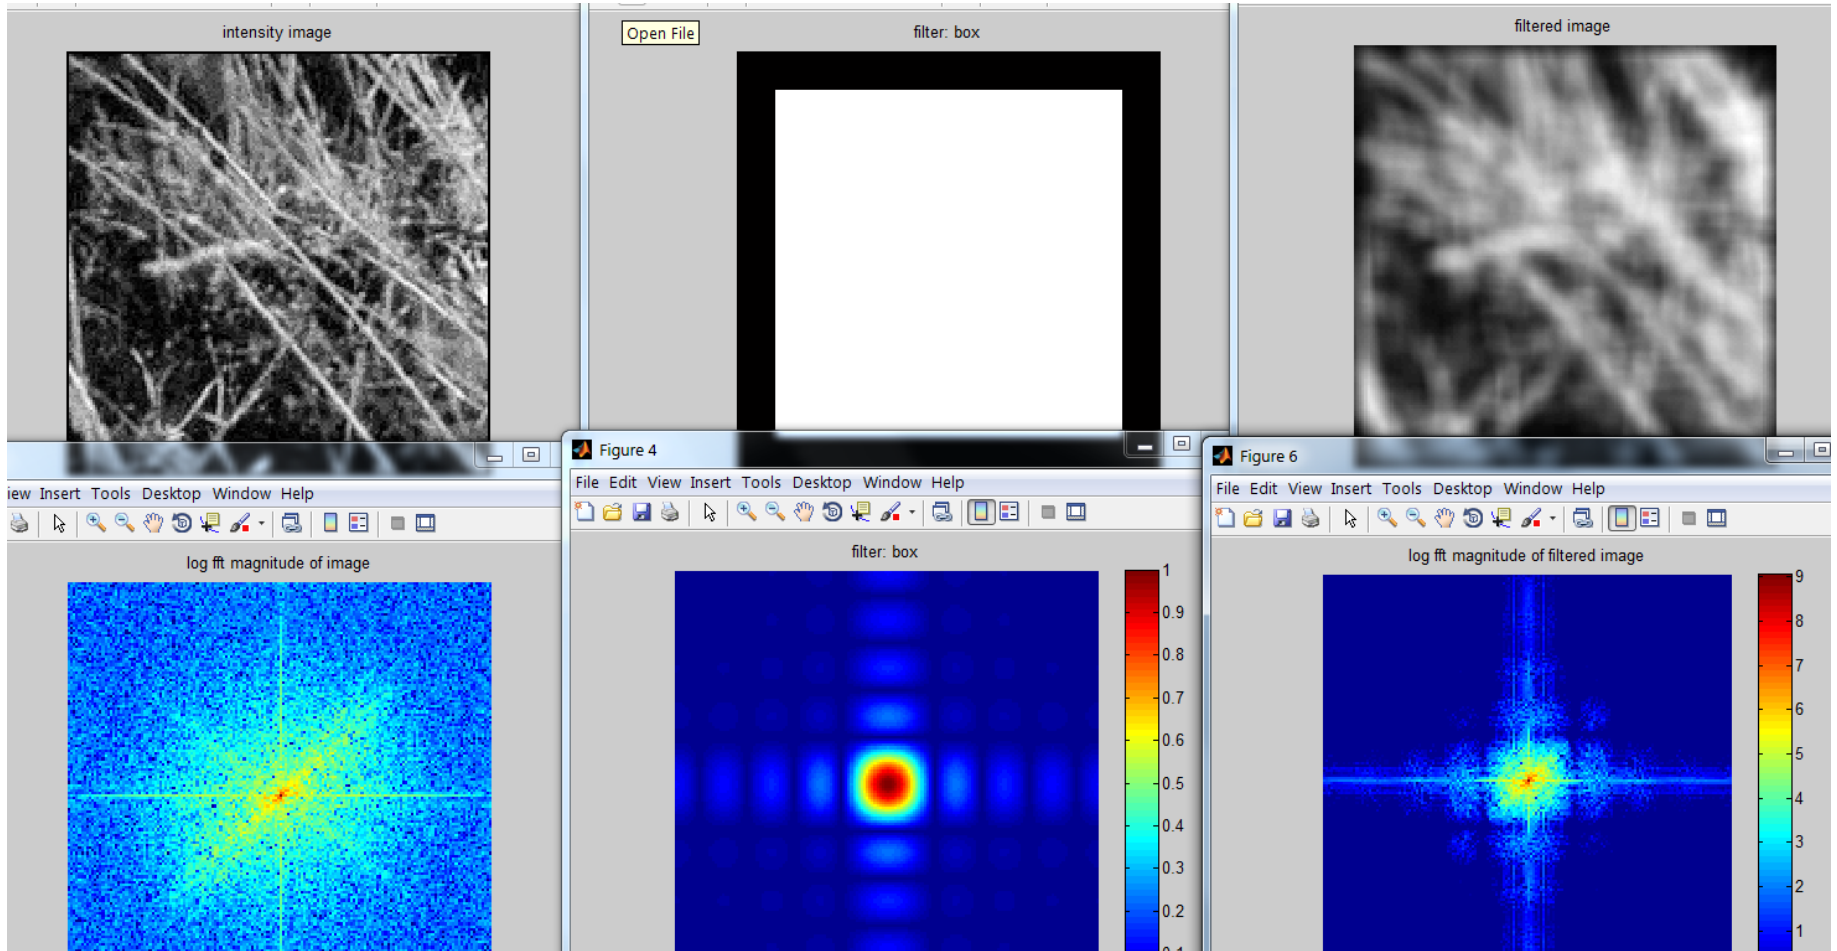 intensity image
Open File
filter: box
filtered image
Figure 4
File Edit View Insert Tools Desktop Window Help
Figure 6
File Edit View Insert Tools Desktop Window Help
iew Insert Tools Desktop Window Help
log fft magnitude of image
filter: box
1
0.9
0.8
0.7
0.6
0.5
0.4
0.3
0.2
log fft magnitude of filtered image
9
8
7
6
5
4
3
2
1